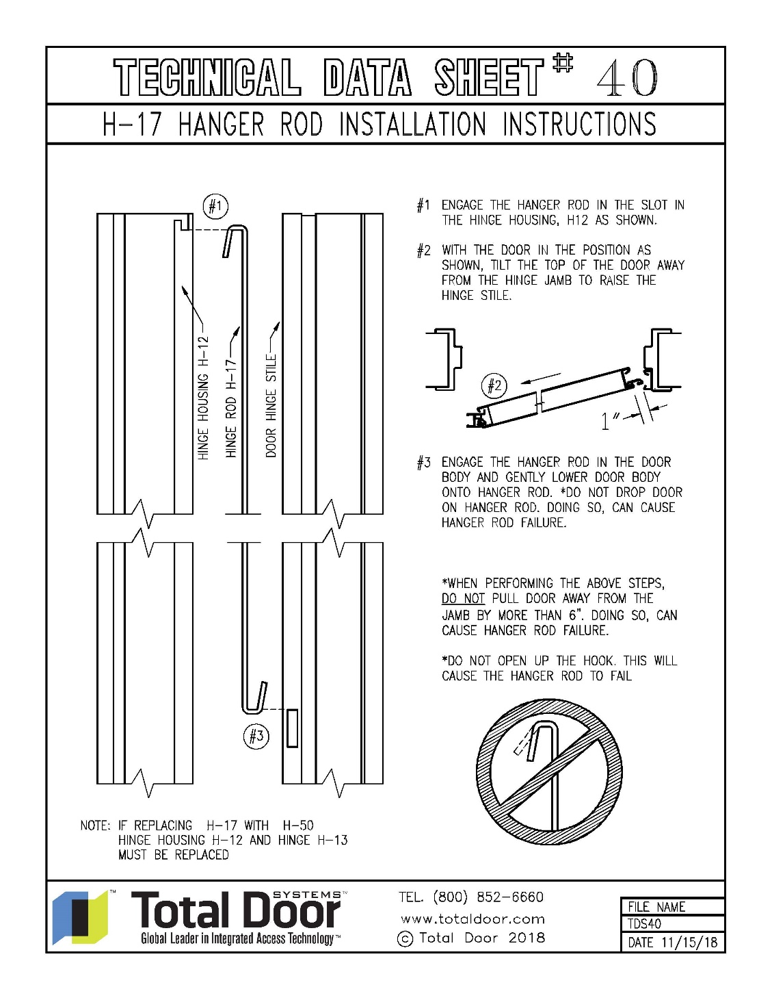 TECHNICAL DATA SHEET # 40
H-17 HANGER ROD INSTALLATION INSTRUCTIONS
#1
HINGE HOUSING H-12
HINGE ROD H-17
DOOR HINGE STILE
#3
NOTE: IF REPLACING H-17 WITH H-50
HINGE HOUSING H-12 AND HINGE H-13
MUST BE REPLACED
#1 ENGAGE THE HANGER ROD IN THE SLOT IN
THE HINGE HOUSING, H12 AS SHOWN.
#2 WITH THE DOOR IN THE POSITION AS
SHOWN, TILT THE TOP OF THE DOOR AWAY
FROM THE HINGE JAMB TO RAISE THE
HINGE STILE.
#2
1"
#3 ENGAGE THE HANGER ROD IN THE DOOR
BODY AND GENTLY LOWER DOOR BODY
ONTO HANGER ROD. *DO NOT DROP DOOR
ON HANGER ROD. DOING SO, CAN CAUSE
HANGER ROD FAILURE.
*WHEN PERFORMING THE ABOVE STEPS,
DO NOT PULL DOOR AWAY FROM THE
JAMB BY MORE THAN 6". DOING SO, CAN
CAUSE HANGER ROD FAILURE.
*DO NOT OPEN UP THE HOOK. THIS WILL
CAUSE THE HANGER ROD TO FAIL
TM
Total Door SYSTEMS™
Global Leader in Integrated Access Technology™
TEL. (800) 852-6660
www.totaldoor.com
© Total Door 2018
FILE NAME
TDS40
DATE 11/15/18